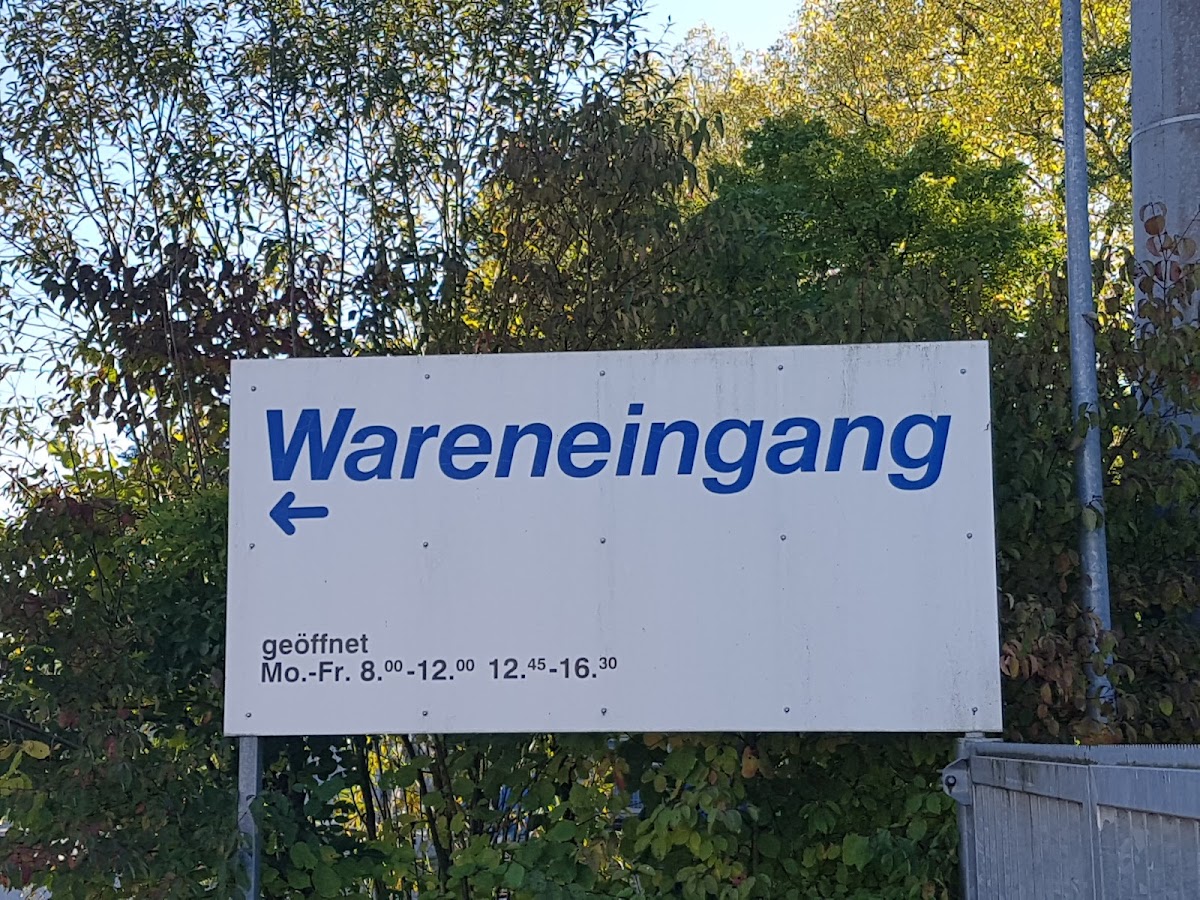 Wareneingang
←
geöffnet
Mo.-Fr. 8.00-12.00 12.45-16.30